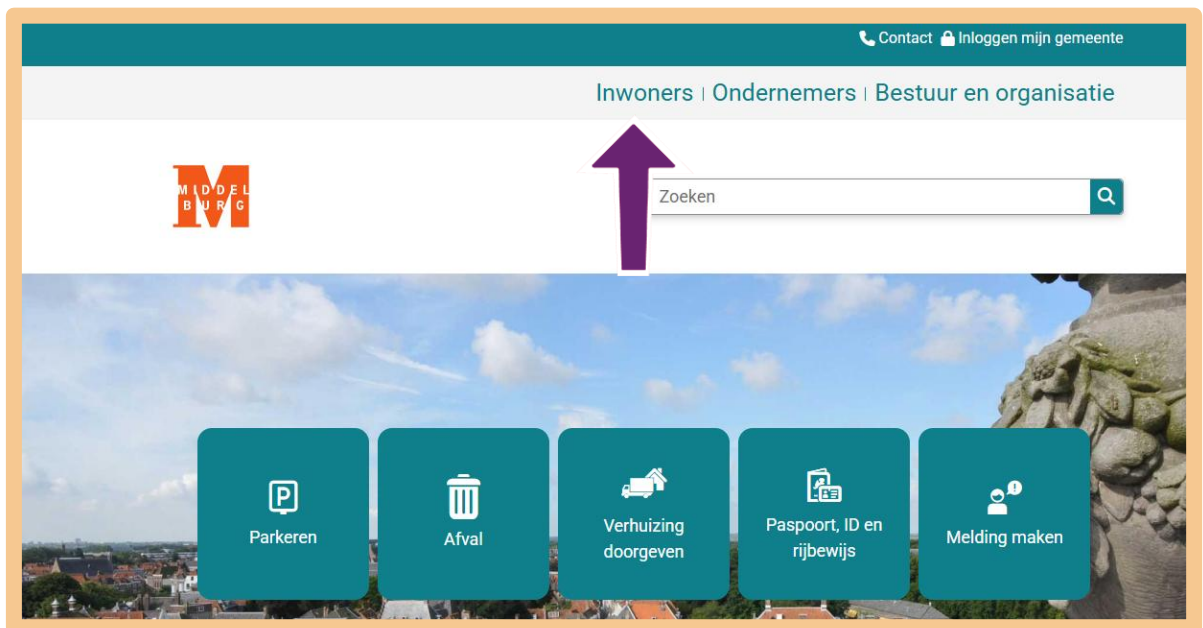 Contact Inloggen mijn gemeente
Inwoners | Ondernemers | Bestuur en organisatie
MIDDEL
BURG
Zoeken
P
Parkeren
Afval
Verhuizing
doorgeven
Paspoort, ID en
rijbewijs
Melding maken